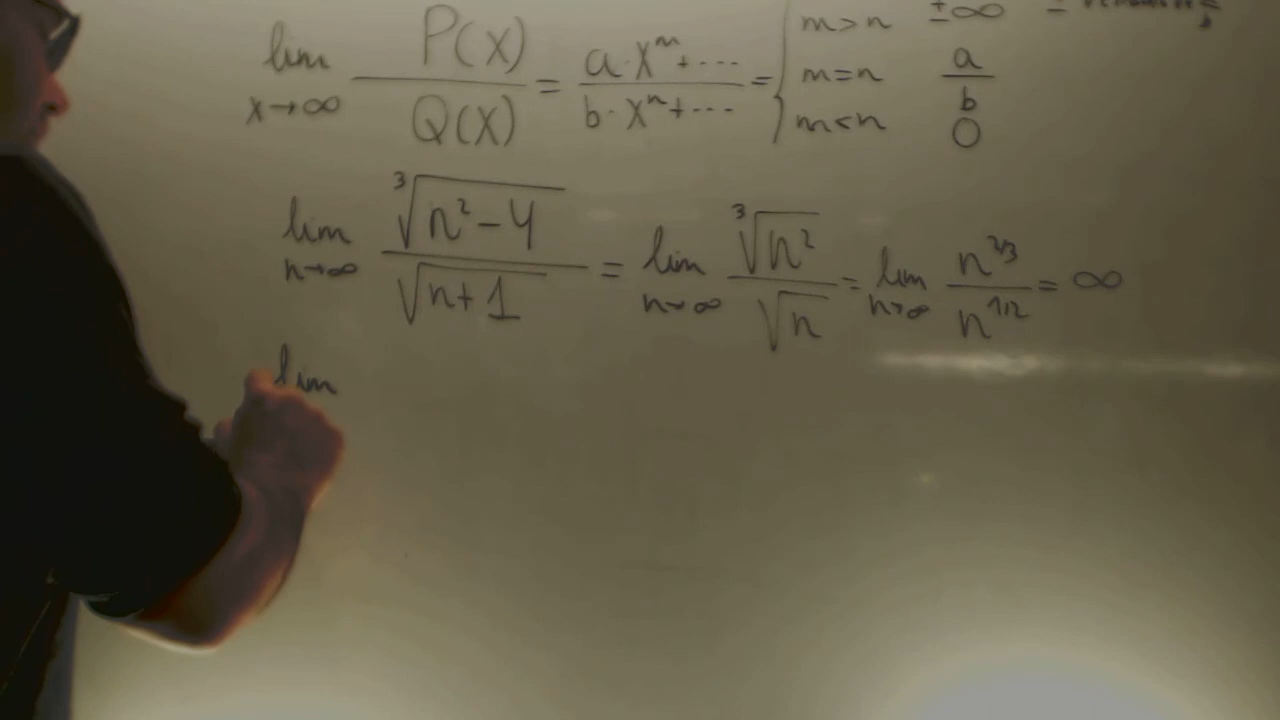 lim x→∞ P(X)/Q(X) = a·x^m+···/b·x^n+··· = { m>n ±∞
m=n a/b
m<n 0
lim n→∞ ∛(n²-4)/√(n+1) = lim n→∞ ∛n²/√n = lim n→∞ n^2/3/n^1/2 = ∞
lim